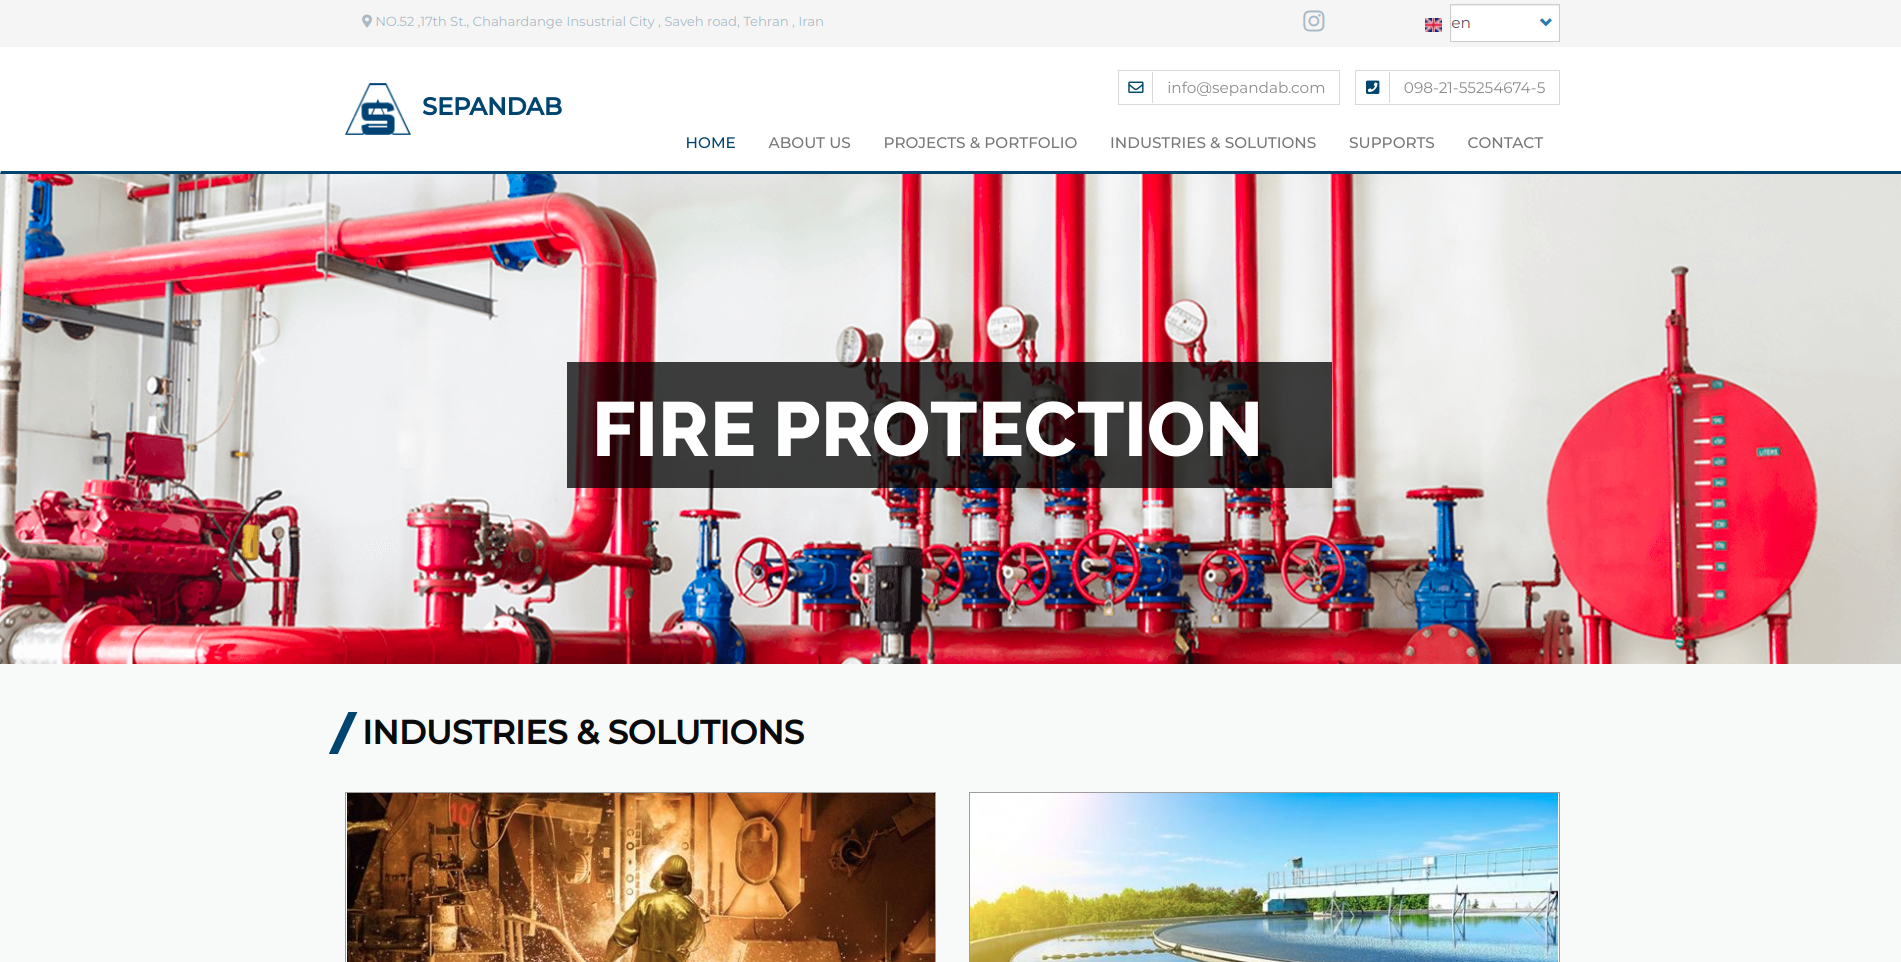 NO.52 ,17th St., Chahardange Insustrial City , Saveh road, Tehran , Iran
en
SEPANDAB
info@sepandab.com
098-21-55254674-5
HOME
ABOUT US
PROJECTS & PORTFOLIO
INDUSTRIES & SOLUTIONS
SUPPORTS
CONTACT
FIRE PROTECTION
LITERS
INDUSTRIES & SOLUTIONS